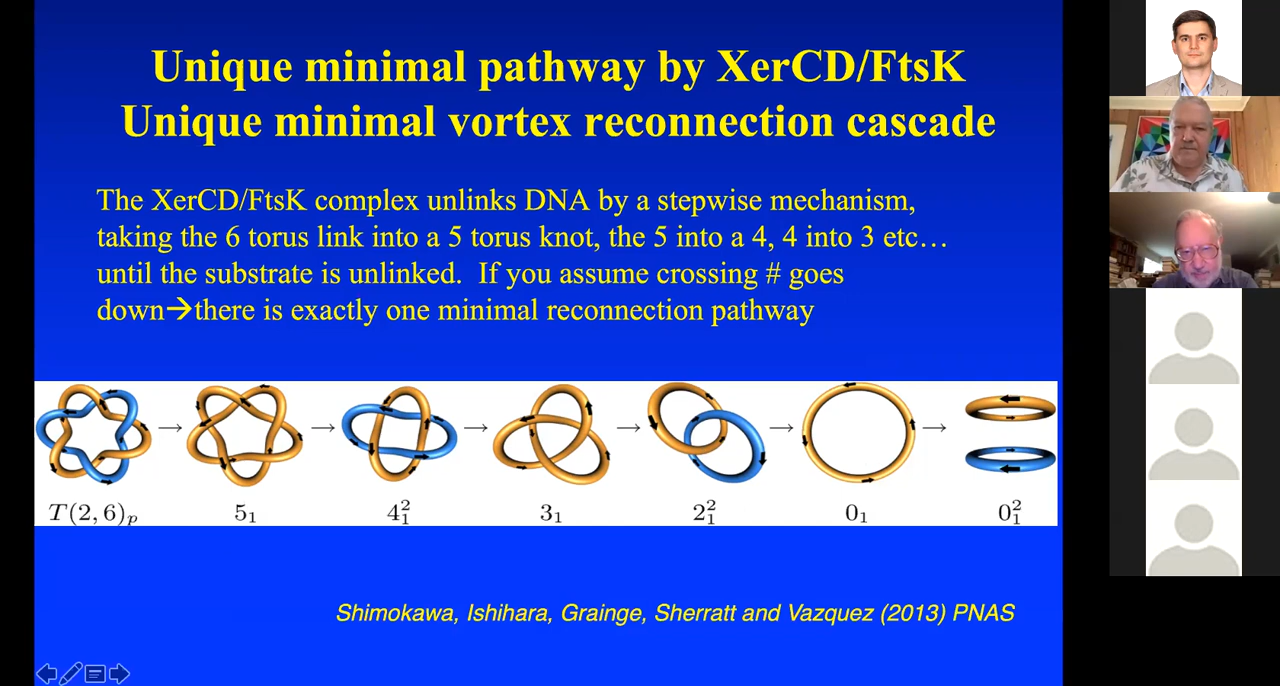 Unique minimal pathway by XerCD/FtsK
Unique minimal vortex reconnection cascade
The XerCD/FtsK complex unlinks DNA by a stepwise mechanism,
taking the 6 torus link into a 5 torus knot, the 5 into a 4, 4 into 3 etc…
until the substrate is unlinked.  If you assume crossing # goes
down→there is exactly one minimal reconnection pathway
→ → → → → →
T(2,6)ₚ 5₁ 4²₁ 3₁ 2²₁ 0₁ 0²₁
Shimokawa, Ishihara, Grainge, Sherratt and Vazquez (2013) PNAS